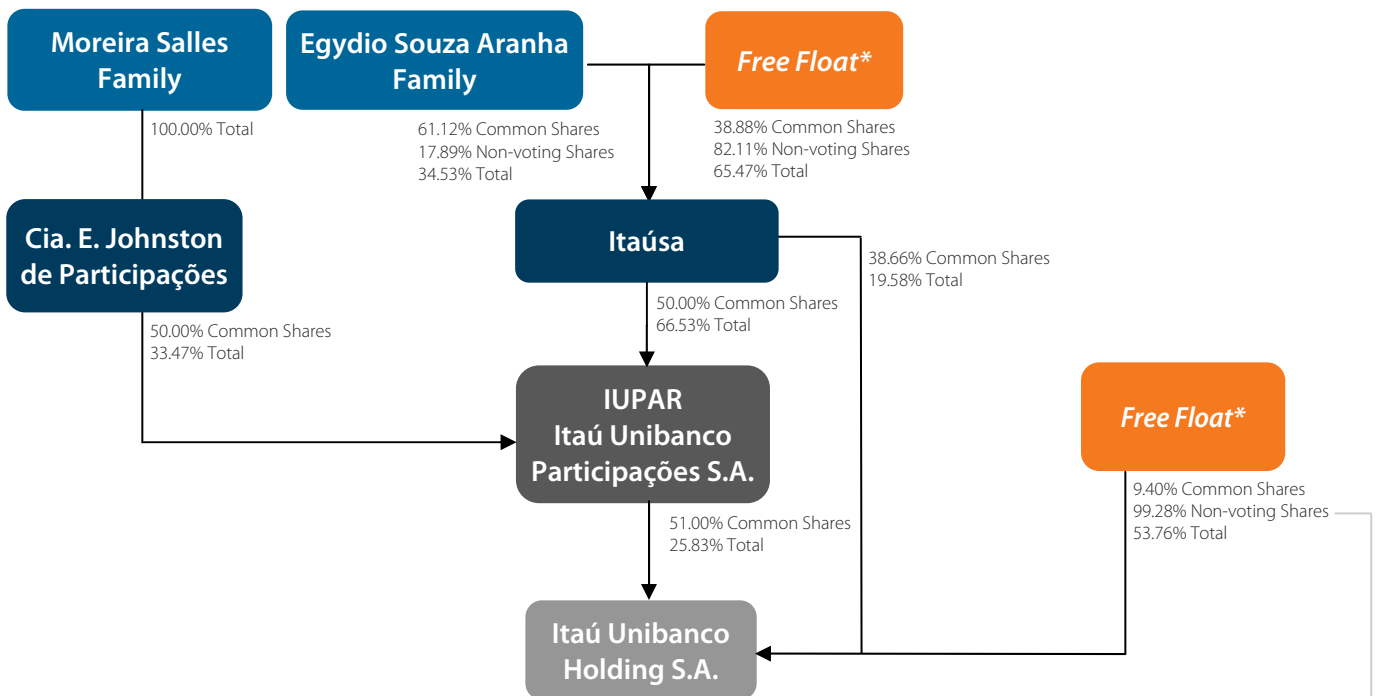 Moreira Salles
Family
Egydio Souza Aranha
Family
Free Float*
100.00% Total
61.12% Common Shares
17.89% Non-voting Shares
34.53% Total
38.88% Common Shares
82.11% Non-voting Shares
65.47% Total
Cia. E. Johnston
de Participações
Itaúsa
38.66% Common Shares
19.58% Total
50.00% Common Shares
33.47% Total
50.00% Common Shares
66.53% Total
IUPAR
Itaú Unibanco
Participações S.A.
Free Float*
9.40% Common Shares
99.28% Non-voting Shares
53.76% Total
51.00% Common Shares
25.83% Total
Itaú Unibanco
Holding S.A.